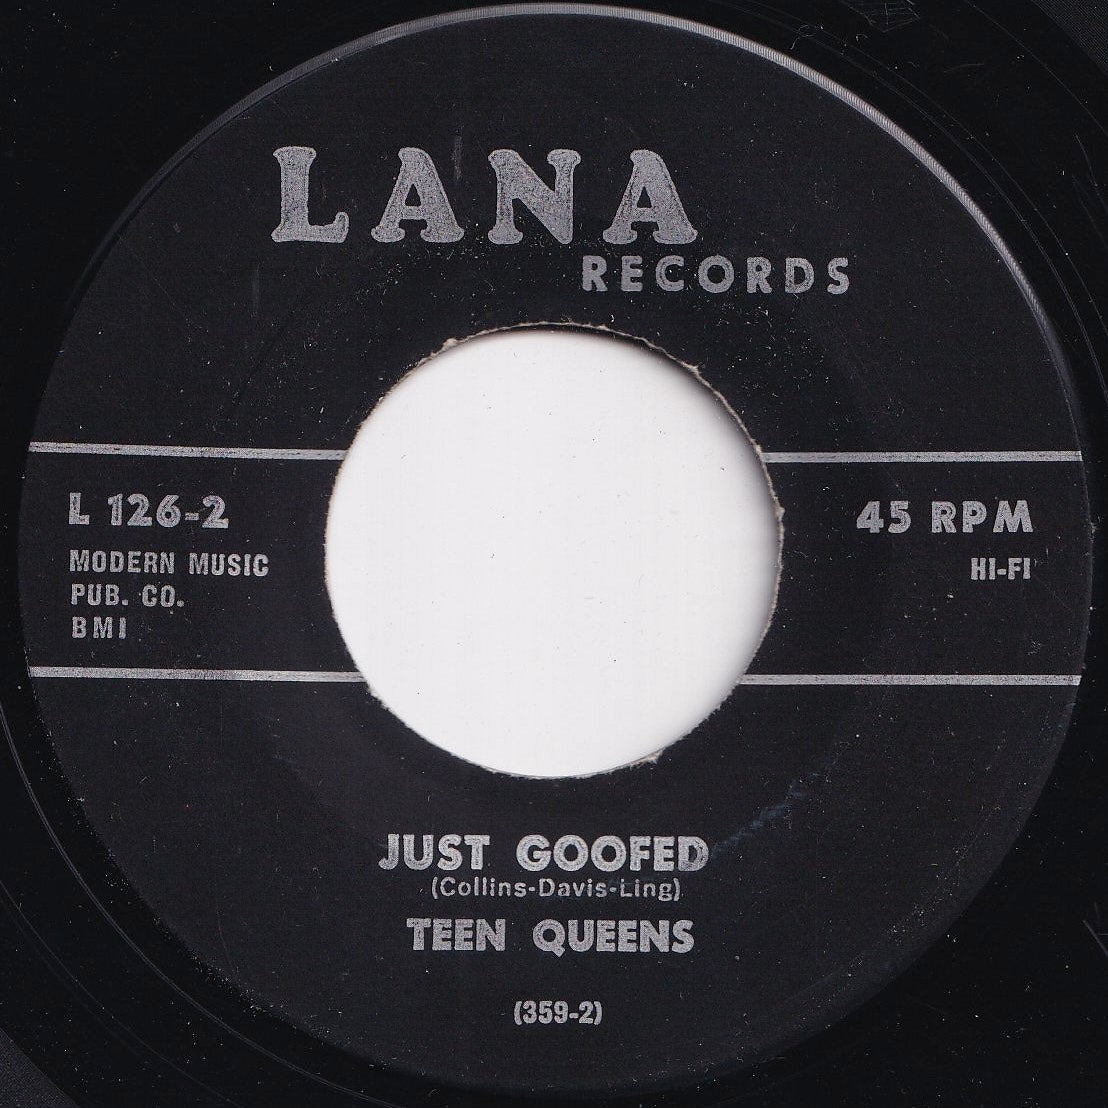 LANA
RECORDS
L 126-2
MODERN MUSIC
PUB. CO.
BMI
45 RPM
HI-FI
JUST GOOFED
(Collins-Davis-Ling)
TEEN QUEENS
(359-2)